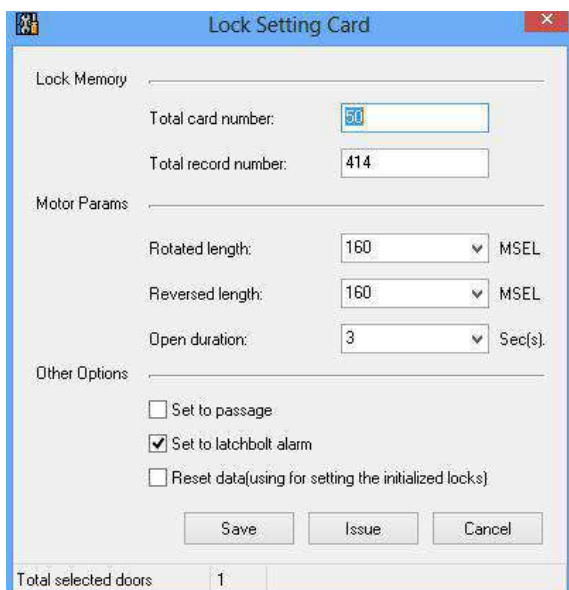 Lock Setting Card
Lock Memory
Total card number: 50
Total record number: 414
Motor Params
Rotated length: 160 MSEL
Reversed length: 160 MSEL
Open duration: 3 Sec(s).
Other Options
Set to passage
Set to latchbolt alarm
Reset data(using for setting the initialized locks)
Save Issue Cancel
Total selected doors 1